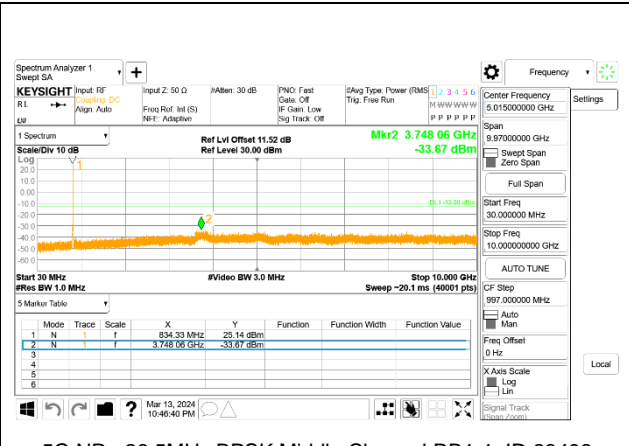 Spectrum Analyzer 1
Swept SA
Frequency
KEYSIGHT
RL
Input: RF
Coupling: DC
Align: Auto
Input Z: 50 Ω
Freq Ref: Int (S)
NFE: Adaptive
#Atten: 30 dB
PNO: Fast
Gate: Off
IF Gain: Low
Sig Track: Off
#Avg Type: Power (RMS
Trig: Free Run
1 2 3 4 5 6
M W W W W W
P P P P P P
Center Frequency
5.015000000 GHz
Settings
1 Spectrum
Scale/Div 10 dB
Ref Lvl Offset 11.52 dB
Ref Level 30.00 dBm
Mkr2 3.748 06 GHz
-33.67 dBm
Span
9.97000000 GHz
Swept Span
Zero Span
Full Span
Log
20.0
10.0
0.00
-10.0
-20.0
-30.0
-40.0
-50.0
-60.0
1
2
DL1 -13.00 dBm
Start Freq
30.000000 MHz
Stop Freq
10.000000000 GHz
AUTO TUNE
Start 30 MHz
#Res BW 1.0 MHz
#Video BW 3.0 MHz
Stop 10.000 GHz
Sweep ~20.1 ms (40001 pts)
CF Step
997.000000 MHz
Auto
Man
5 Marker Table
Mode Trace Scale X Y Function Function Width Function Value
1 N 1 f 834.33 MHz 25.14 dBm
2 N 1 f 3.748 06 GHz -33.67 dBm
3
4
5
6
Freq Offset
0 Hz
X Axis Scale
Log
Lin
Local
Mar 13, 2024
10:46:40 PM
Signal Track
(Span Zoom)